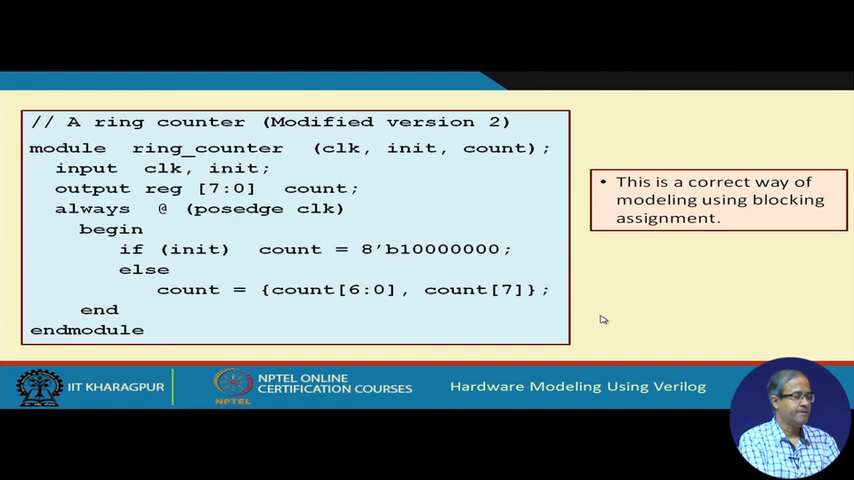 // A ring counter (Modified version 2)
module ring_counter (clk, init, count);
input clk, init;
output reg [7:0] count;
always @ (posedge clk)
begin
if (init) count = 8’b10000000;
else
count = {count[6:0], count[7]};
end
endmodule
• This is a correct way of
modeling using blocking
assignment.
IIT KHARAGPUR
NPTEL
NPTEL ONLINE
CERTIFICATION COURSES
Hardware Modeling Using Verilog